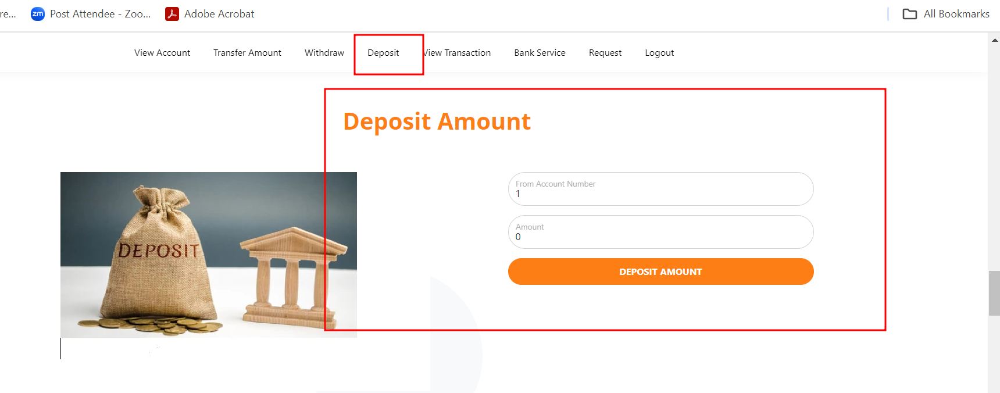 re...
zm Post Attendee - Zoo...
Adobe Acrobat
All Bookmarks
View Account
Transfer Amount
Withdraw
Deposit
View Transaction
Bank Service
Request
Logout
Deposit Amount
DEPOSIT
From Account Number
1
Amount
0
DEPOSIT AMOUNT